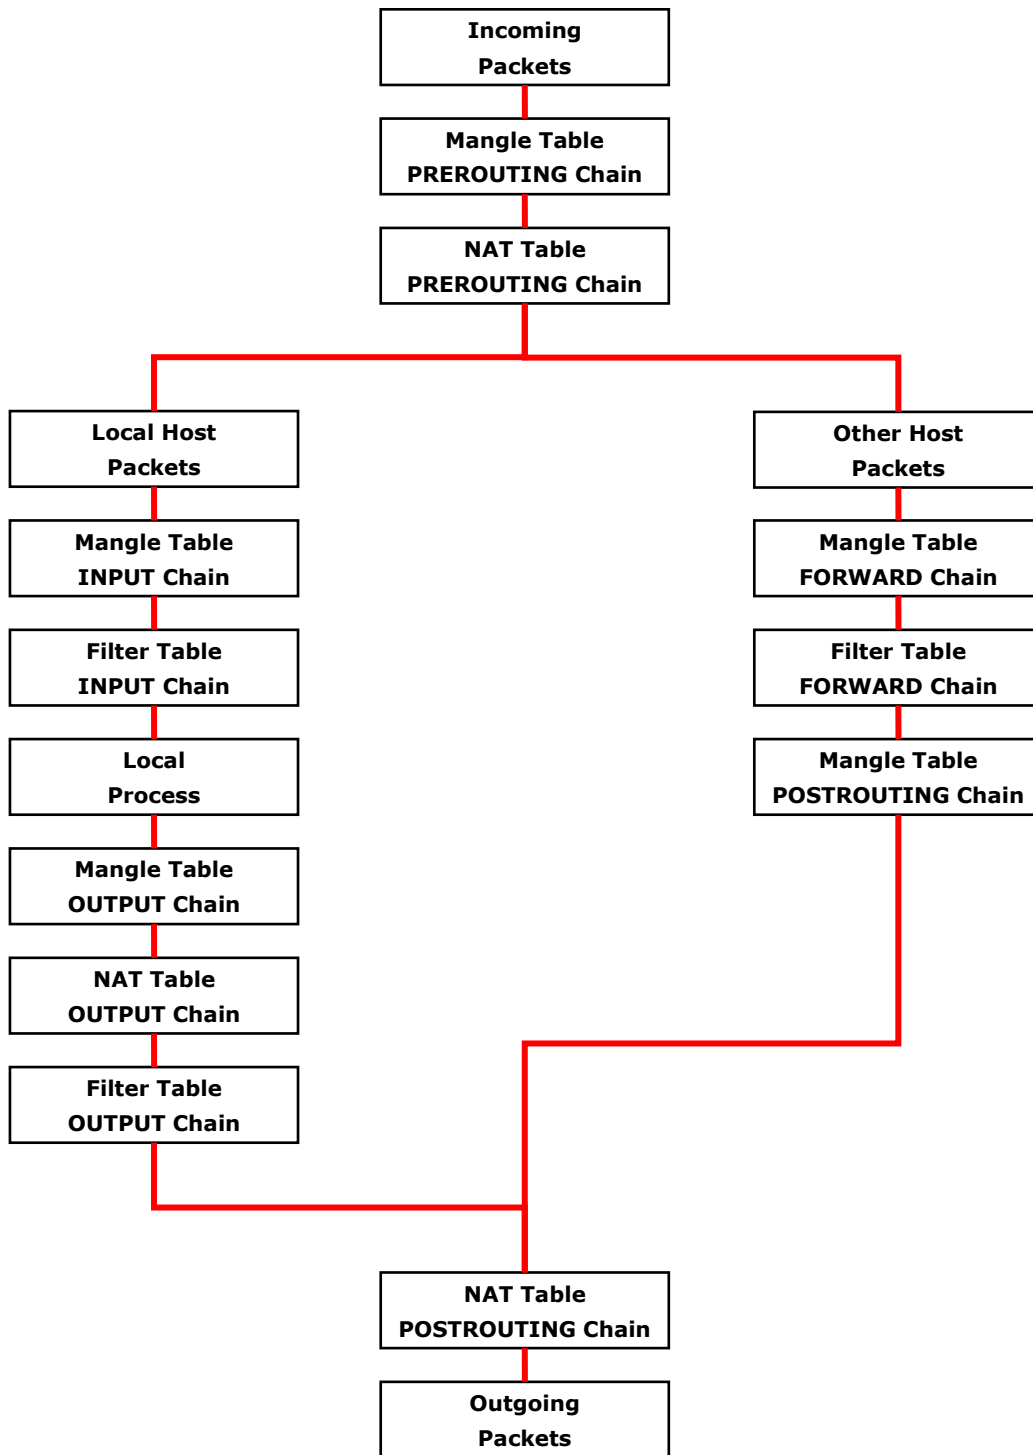 Incoming
Packets
Mangle Table
PREROUTING Chain
NAT Table
PREROUTING Chain
Local Host
Packets
Mangle Table
INPUT Chain
Filter Table
INPUT Chain
Local
Process
Mangle Table
OUTPUT Chain
NAT Table
OUTPUT Chain
Filter Table
OUTPUT Chain
Other Host
Packets
Mangle Table
FORWARD Chain
Filter Table
FORWARD Chain
Mangle Table
POSTROUTING Chain
NAT Table
POSTROUTING Chain
Outgoing
Packets